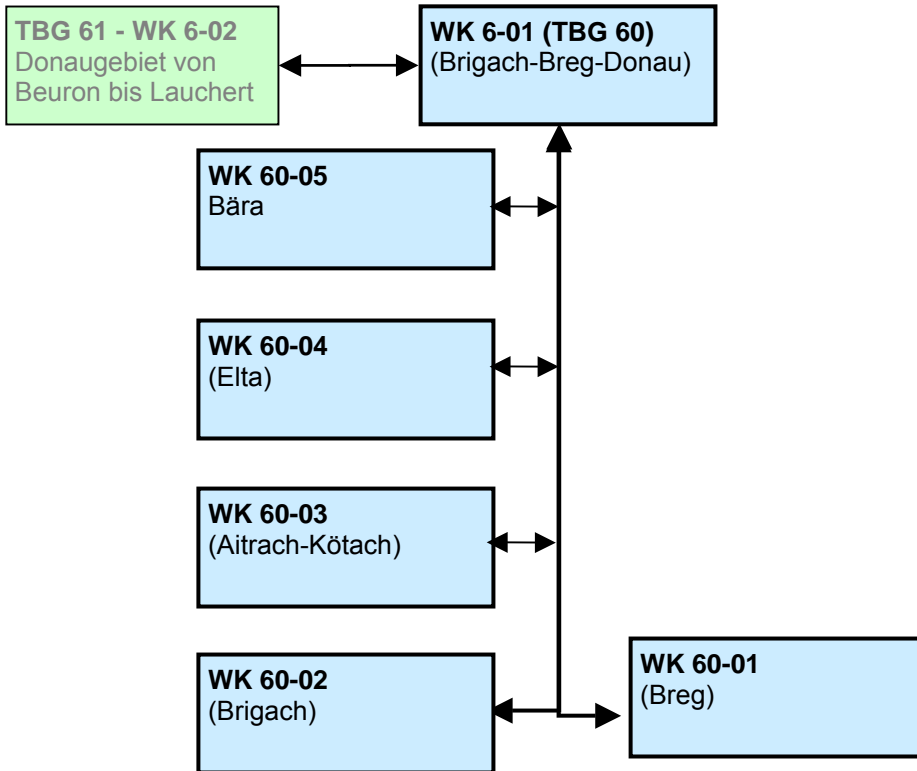 TBG 61 - WK 6-02
Donaugebiet von
Beuron bis Lauchert
WK 6-01 (TBG 60)
(Brigach-Breg-Donau)
WK 60-05
Bära
WK 60-04
(Elta)
WK 60-03
(Aitrach-Kötach)
WK 60-02
(Brigach)
WK 60-01
(Breg)